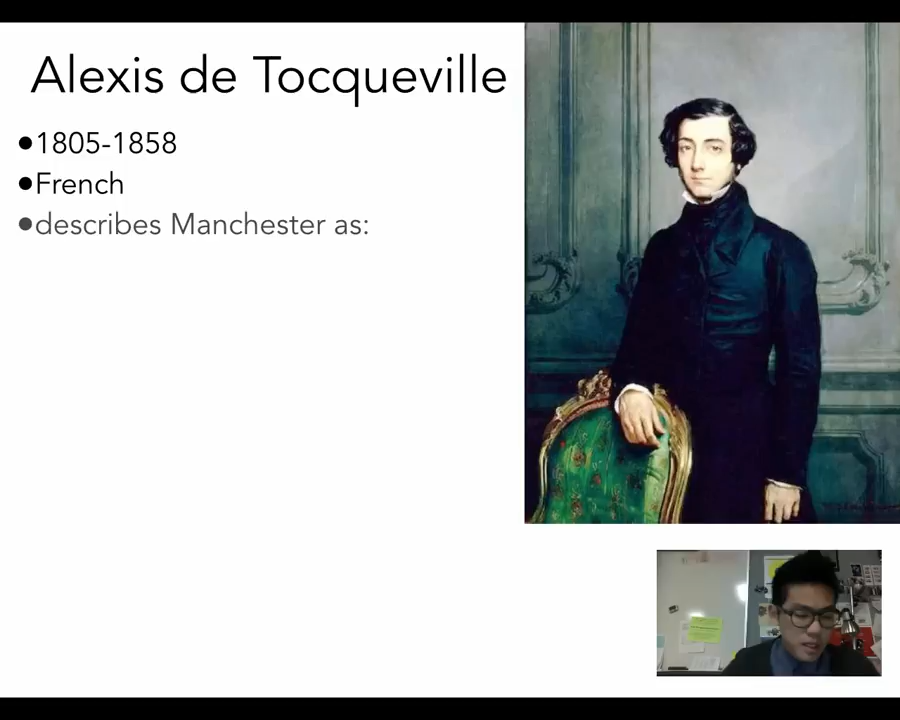 Alexis de Tocqueville
●1805-1858
●French
●describes Manchester as: